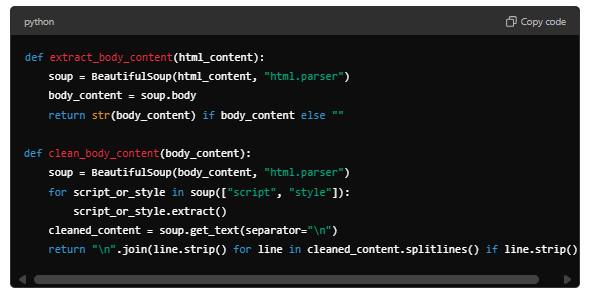 python
Copy code
def extract_body_content(html_content):
    soup = BeautifulSoup(html_content, "html.parser")
    body_content = soup.body
    return str(body_content) if body_content else ""

def clean_body_content(body_content):
    soup = BeautifulSoup(body_content, "html.parser")
    for script_or_style in soup(["script", "style"]):
        script_or_style.extract()
    cleaned_content = soup.get_text(separator="\n")
    return "\n".join(line.strip() for line in cleaned_content.splitlines() if line.strip()